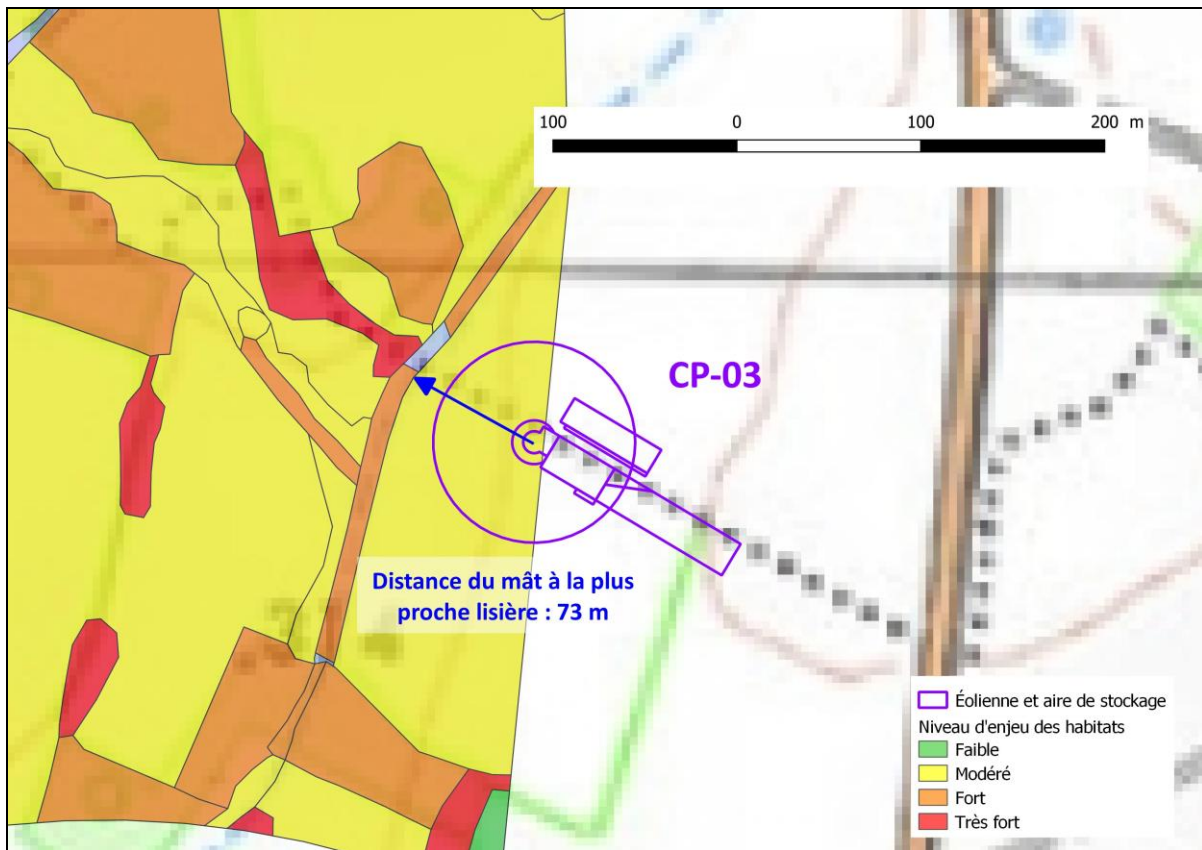 100 0 100 200 m
CP-03
Distance du mât à la plus
proche lisière : 73 m
Éolienne et aire de stockage
Niveau d'enjeu des habitats
Faible
Modéré
Fort
Très fort